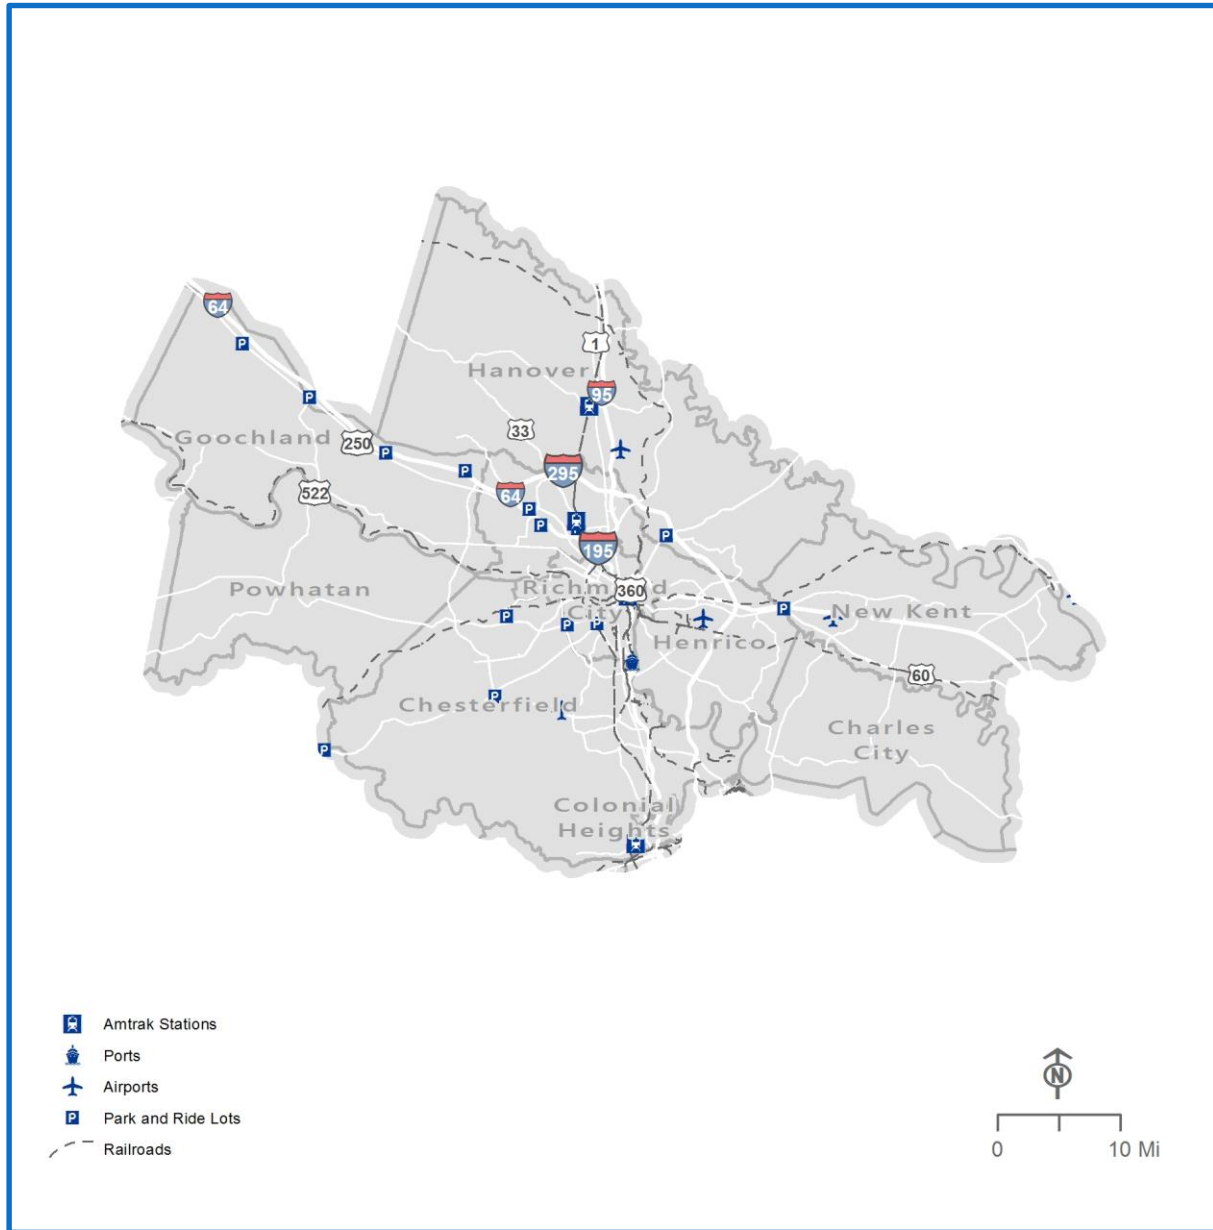 64
1
Hanover
95
33
Goochland
250
295
522
64
195
Powhatan
Richmond
City
360
New Kent
Henrico
60
Chesterfield
Charles
City
Colonial
Heights
Amtrak Stations
Ports
Airports
Park and Ride Lots
Railroads
N
0 10 Mi
P
P
P
P
P
P
P
P
P
P
P
P
P
P